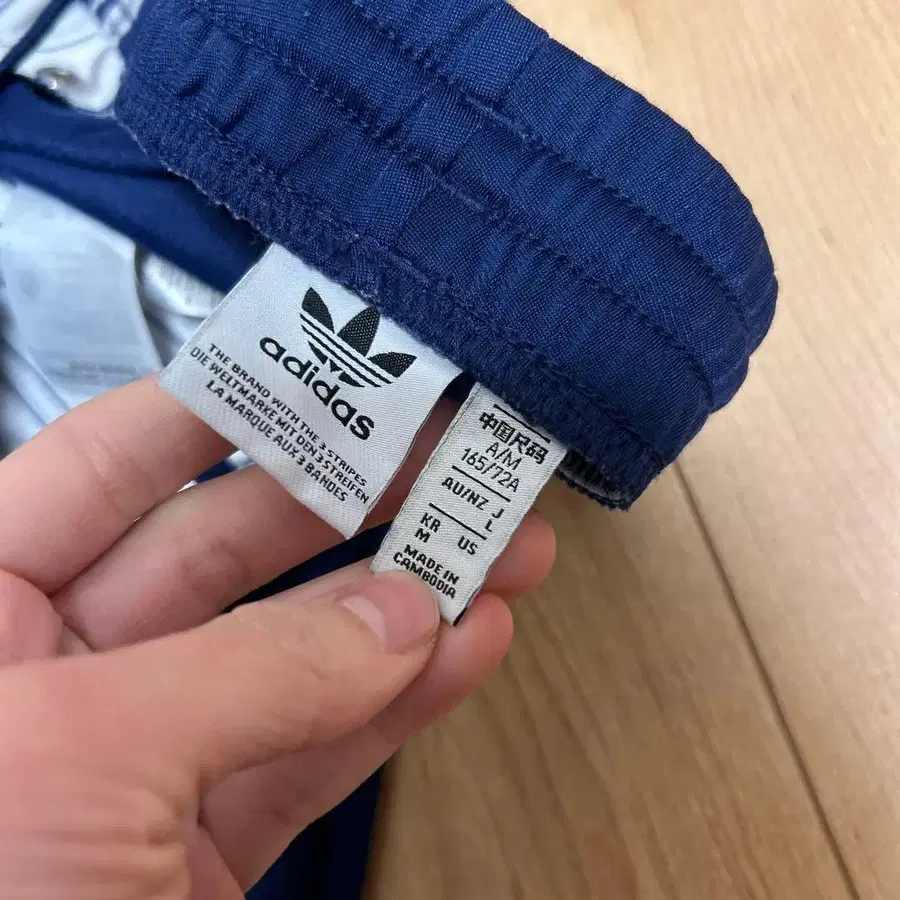 adidas
THE BRAND WITH THE 3 STRIPES
DIE WELTMARKE MIT DEN 3 STREIFEN
LA MARQUE AUX 3 BANDES
中国尺码
A/M
165/72A
AU/NZ J
L
KR US
M
MADE IN
CAMBODIA